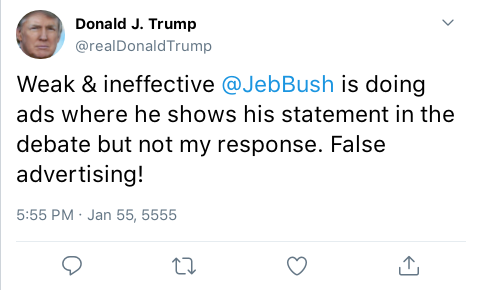 Donald J. Trump
@realDonaldTrump
Weak & ineffective @JebBush is doing
ads where he shows his statement in the
debate but not my response. False
advertising!
5:55 PM · Jan 55, 5555